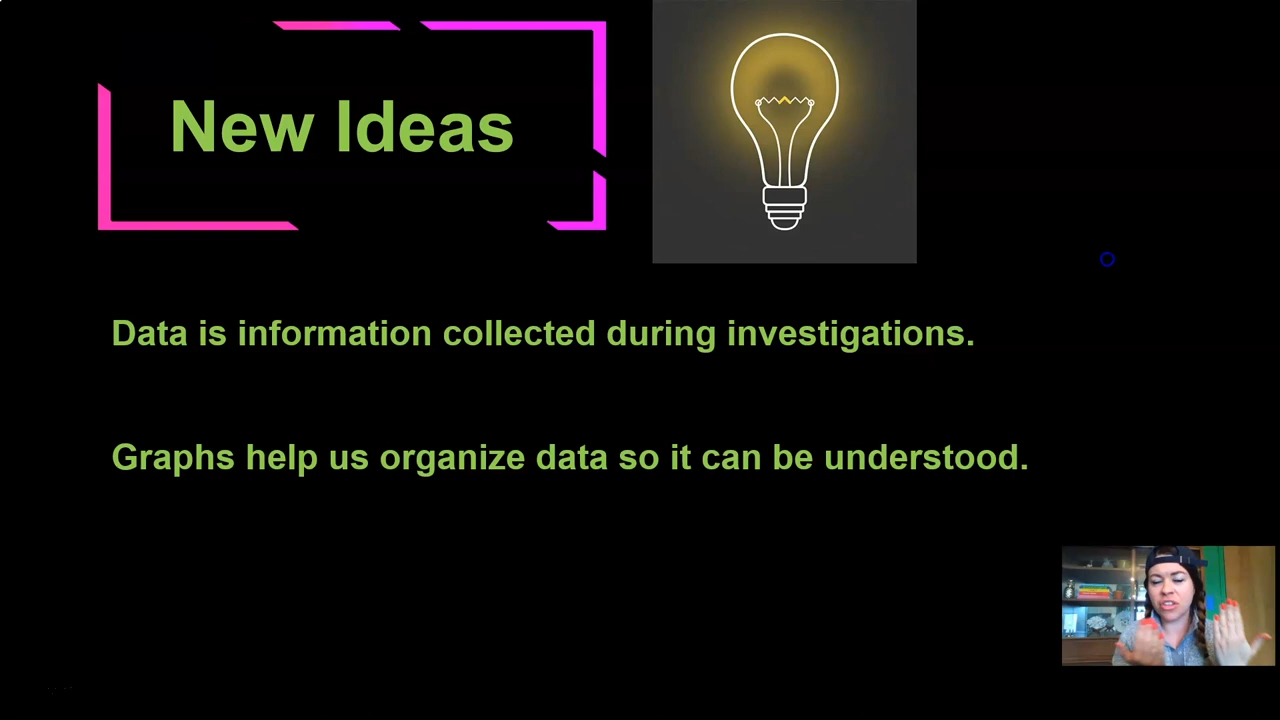 New Ideas
Data is information collected during investigations.
Graphs help us organize data so it can be understood.